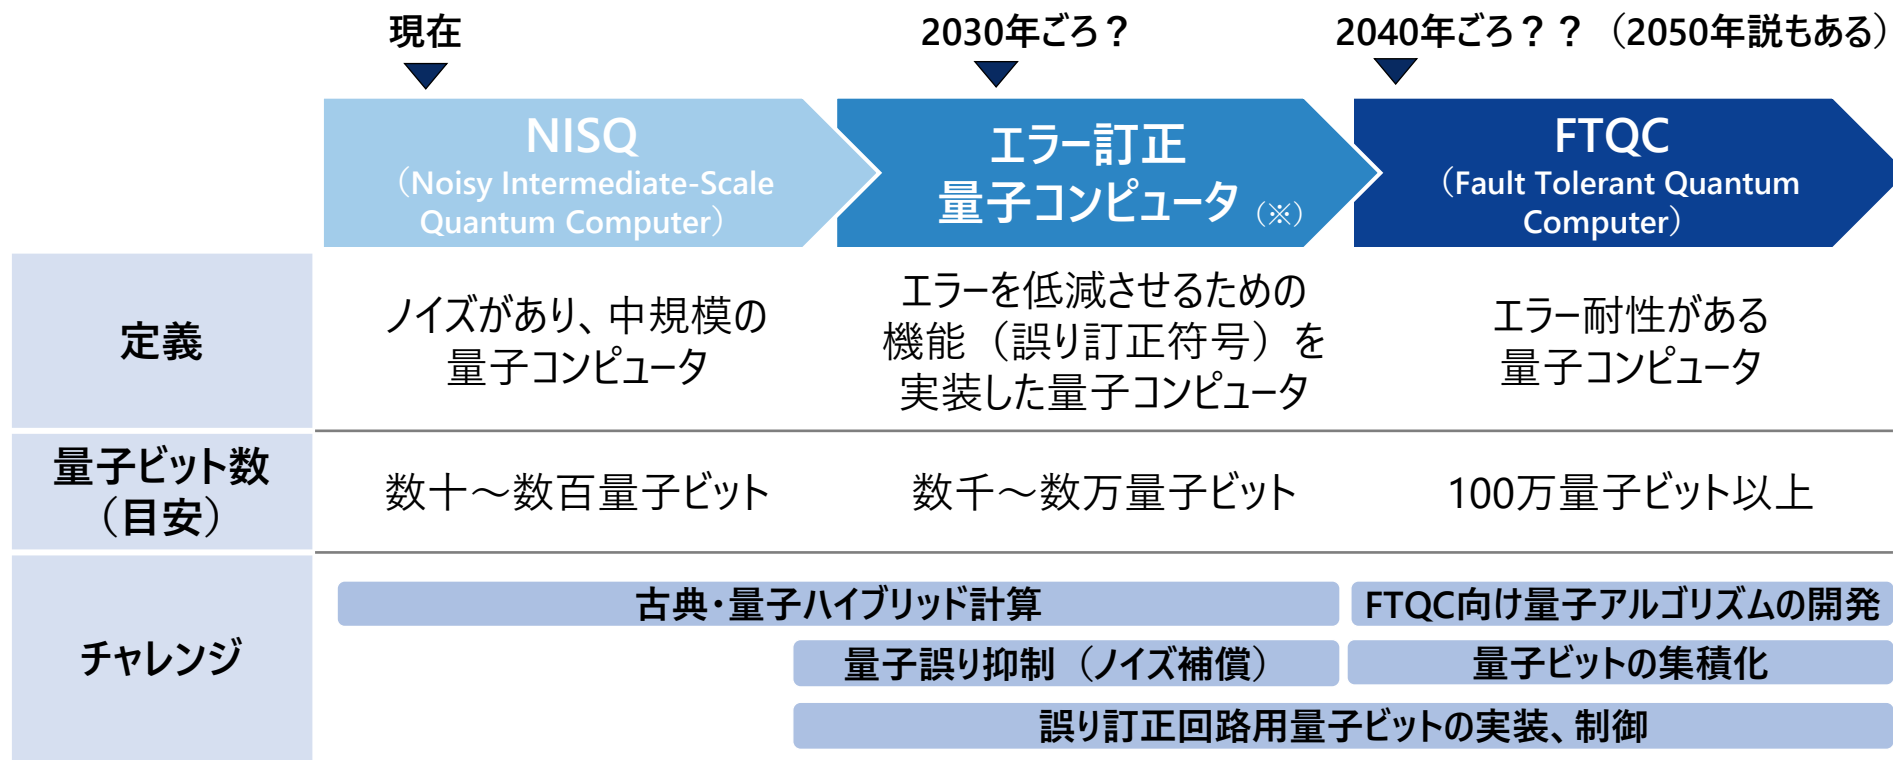 現在
2030年ごろ？
2040年ごろ？？（2050年説もある）
NISQ
（Noisy Intermediate-Scale
Quantum Computer）
エラー訂正
量子コンピュータ（※）
FTQC
（Fault Tolerant Quantum
Computer）
定義
ノイズがあり、中規模の
量子コンピュータ
エラーを低減させるための
機能（誤り訂正符号）を
実装した量子コンピュータ
エラー耐性がある
量子コンピュータ
量子ビット数
（目安）
数十～数百量子ビット
数千～数万量子ビット
100万量子ビット以上
チャレンジ
古典・量子ハイブリッド計算
FTQC向け量子アルゴリズムの開発
量子誤り抑制（ノイズ補償）
量子ビットの集積化
誤り訂正回路用量子ビットの実装、制御